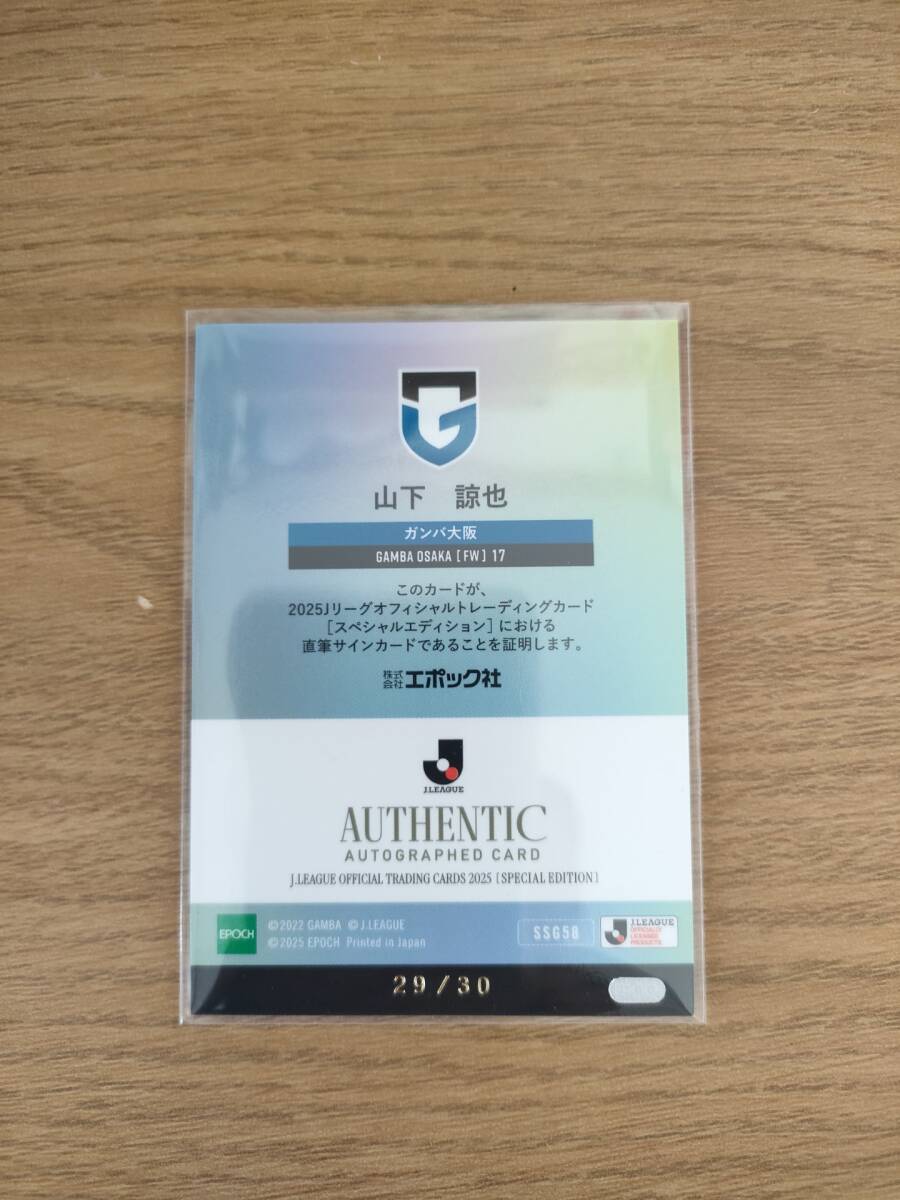 山下　諒也
ガンバ大阪
GAMBA OSAKA [FW] 17
このカードが、
2025Jリーグオフィシャルトレーディングカード
[スペシャルエディション]における
直筆サインカードであることを証明します。
株式会社エポック社
J.LEAGUE
AUTHENTIC
AUTOGRAPHED CARD
J.LEAGUE OFFICIAL TRADING CARDS 2025 [SPECIAL EDITION]
EPOCH
©2022 GAMBA ©J.LEAGUE
©2025 EPOCH Printed in Japan
SSG58
J.LEAGUE
OFFICIALLY
LICENSED
PRODUCTS
29/30